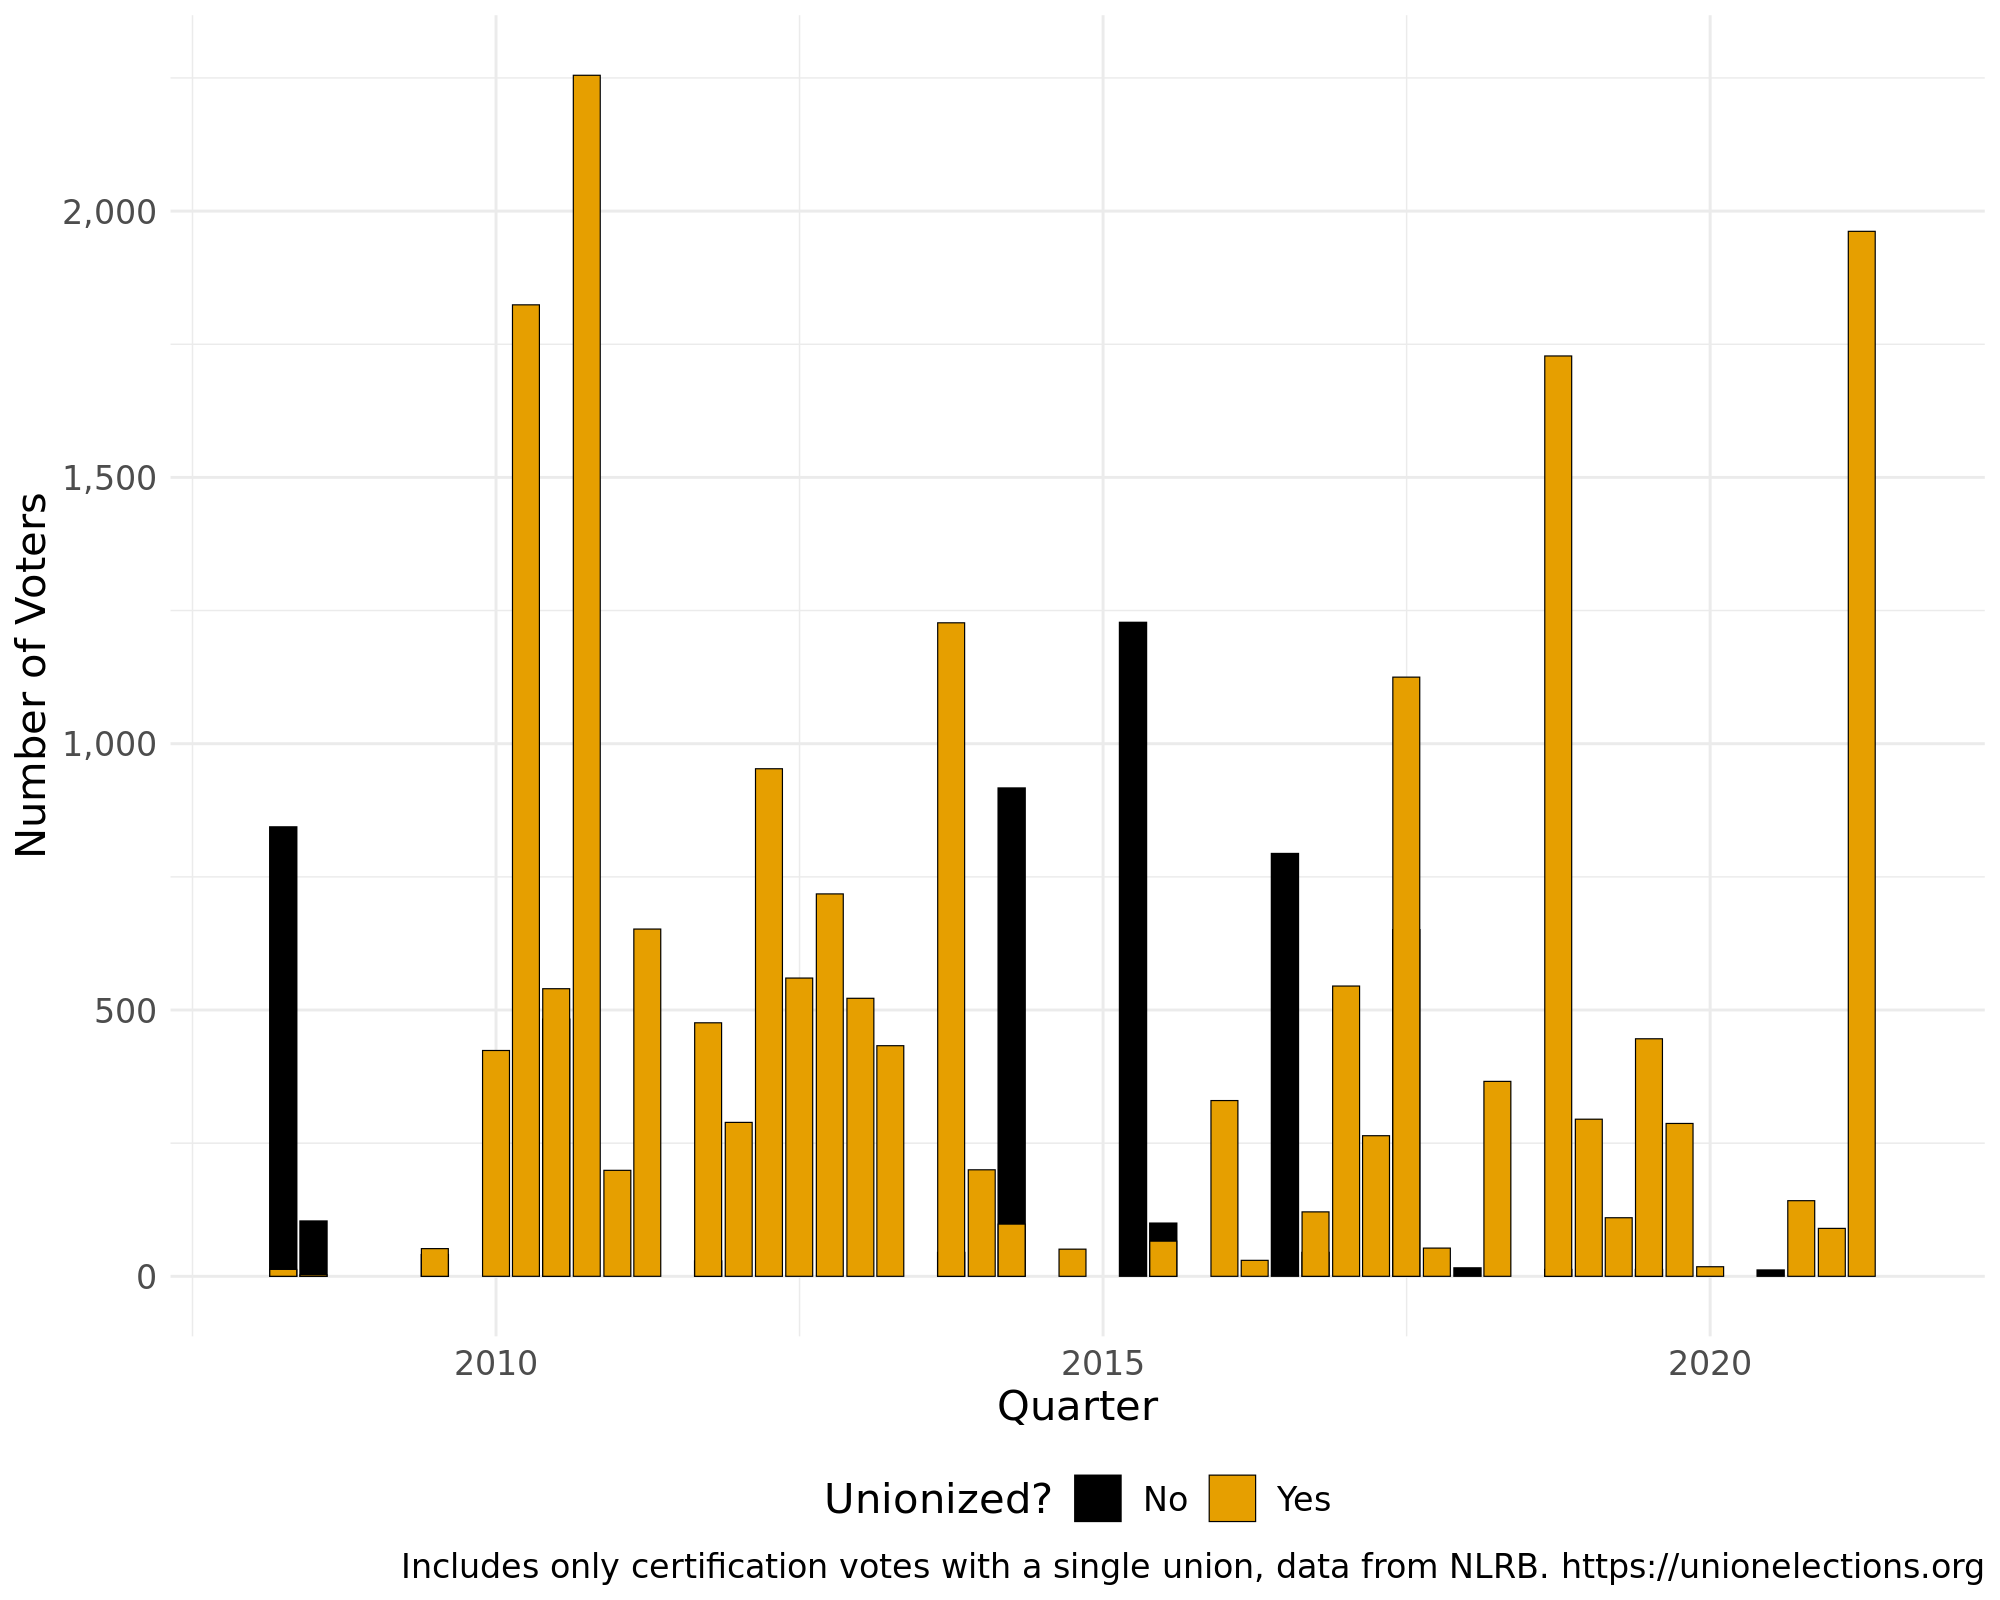 Number of Voters
2,000
1,500
1,000
500
0
2010 2015 2020
Quarter
Unionized? No Yes
Includes only certification votes with a single union, data from NLRB. https://unionelections.org